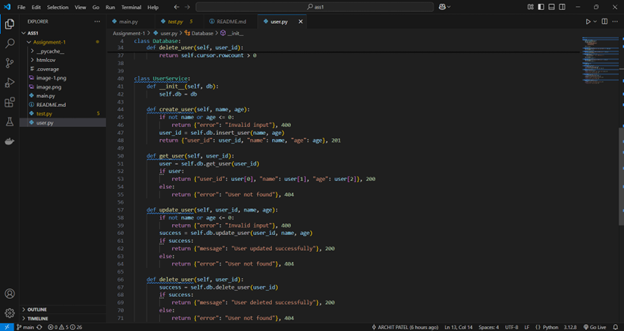 File Edit Selection View Go Run Terminal Help
ass1
EXPLORER
main.py
test.py 5
README.md
user.py
ASS1
Assignment-1
__pycache__
htmlcov
.coverage
image-1.png
image.png
main.py
README.md
test.py 5
user.py
OUTLINE
TIMELINE
Assignment-1 > user.py > Database > __init__
4 class Database:
34 def delete_user(self, user_id):
37 return self.cursor.rowcount > 0
38
39
40 class UserService:
41 def __init__(self, db):
42 self.db = db
43
44 def create_user(self, name, age):
45 if not name or age <= 0:
46 return {"error": "Invalid input"}, 400
47 user_id = self.db.insert_user(name, age)
48 return {"user_id": user_id, "name": name, "age": age}, 201
49
50 def get_user(self, user_id):
51 user = self.db.get_user(user_id)
52 if user:
53 return {"user_id": user[0], "name": user[1], "age": user[2]}, 200
54 else:
55 return {"error": "User not found"}, 404
56
57 def update_user(self, user_id, name, age):
58 if not name or age <= 0:
59 return {"error": "Invalid input"}, 400
60 success = self.db.update_user(user_id, name, age)
61 if success:
62 return {"message": "User updated successfully"}, 200
63 else:
64 return {"error": "User not found"}, 404
65
66 def delete_user(self, user_id):
67 success = self.db.delete_user(user_id)
68 if success:
69 return {"message": "User deleted successfully"}, 200
70 else:
71 return {"error": "User not found"}, 404
main 0 5 26
ARCHIT PATEL (6 hours ago) Ln 12, Col 14 Spaces: 4 UTF-8 LF Python 3.12.8 Go Live